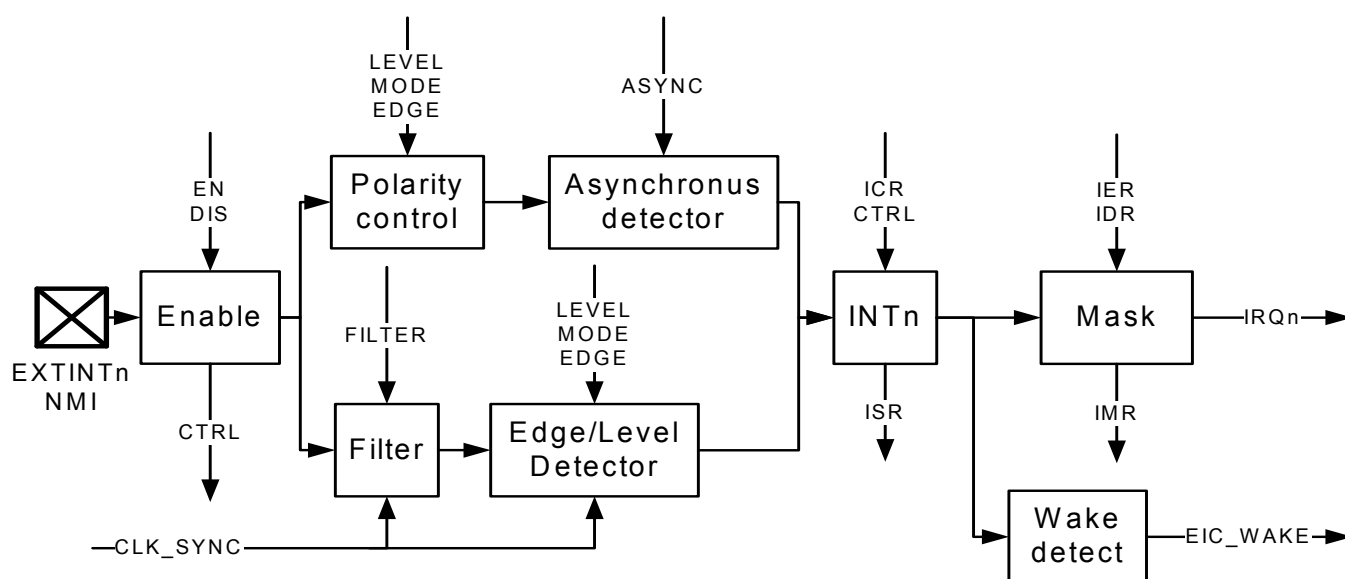 LEVEL
MODE
EDGE
ASYNC
EN
DIS
Polarity
control
Asynchronus
detector
ICR
CTRL
IER
IDR
EXTINTn
NMI
Enable
FILTER
LEVEL
MODE
EDGE
INTn
Mask
IRQn
CTRL
Filter
Edge/Level
Detector
ISR
IMR
CLK_SYNC
Wake
detect
EIC_WAKE